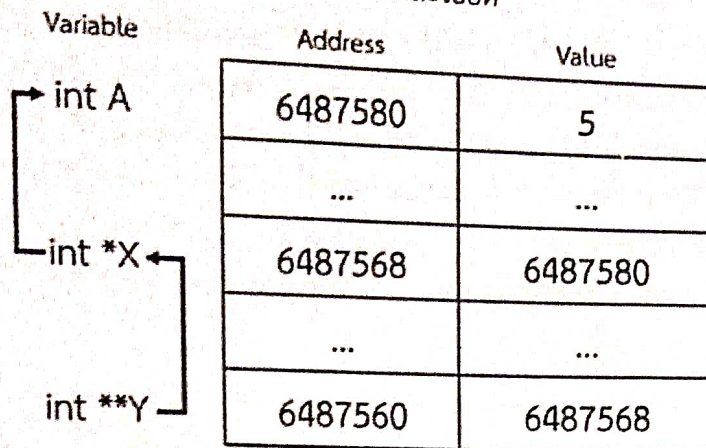 Variable Address Value
int A 6487580 5
... ...
int *X 6487568 6487580
... ...
int **Y 6487560 6487568